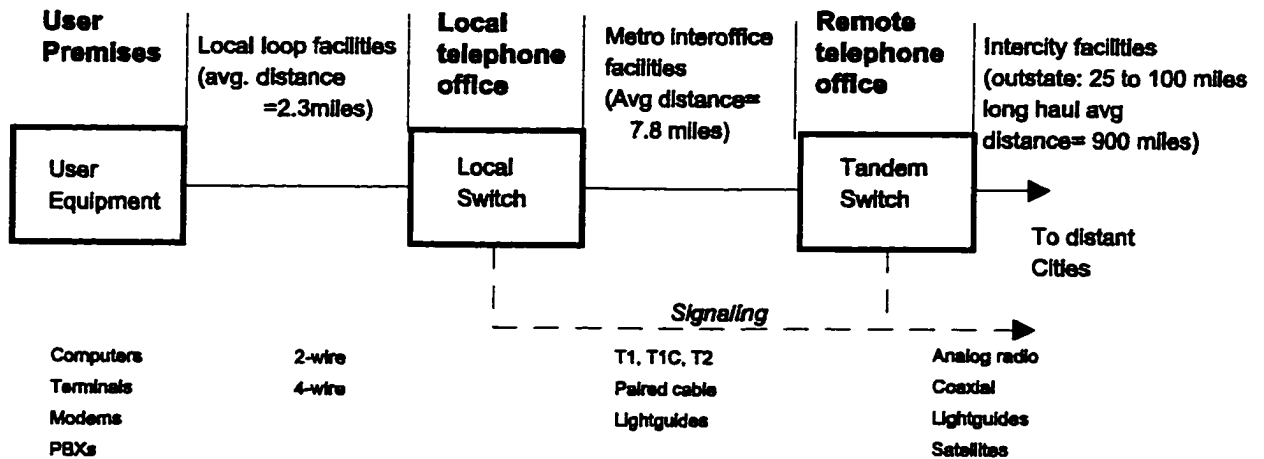 User
Premises
Local loop facilities
(avg. distance
=2.3miles)
Local
telephone
office
Metro interoffice
facilities
(Avg distance=
7.8 miles)
Remote
telephone
office
Intercity facilities
(outstate: 25 to 100 miles
long haul avg
distance= 900 miles)
User
Equipment
Local
Switch
Tandem
Switch
To distant
Cities
Signaling
Computers
Terminals
Modems
PBXs
2-wire
4-wire
T1, T1C, T2
Paired cable
Lightguides
Analog radio
Coaxial
Lightguides
Satellites